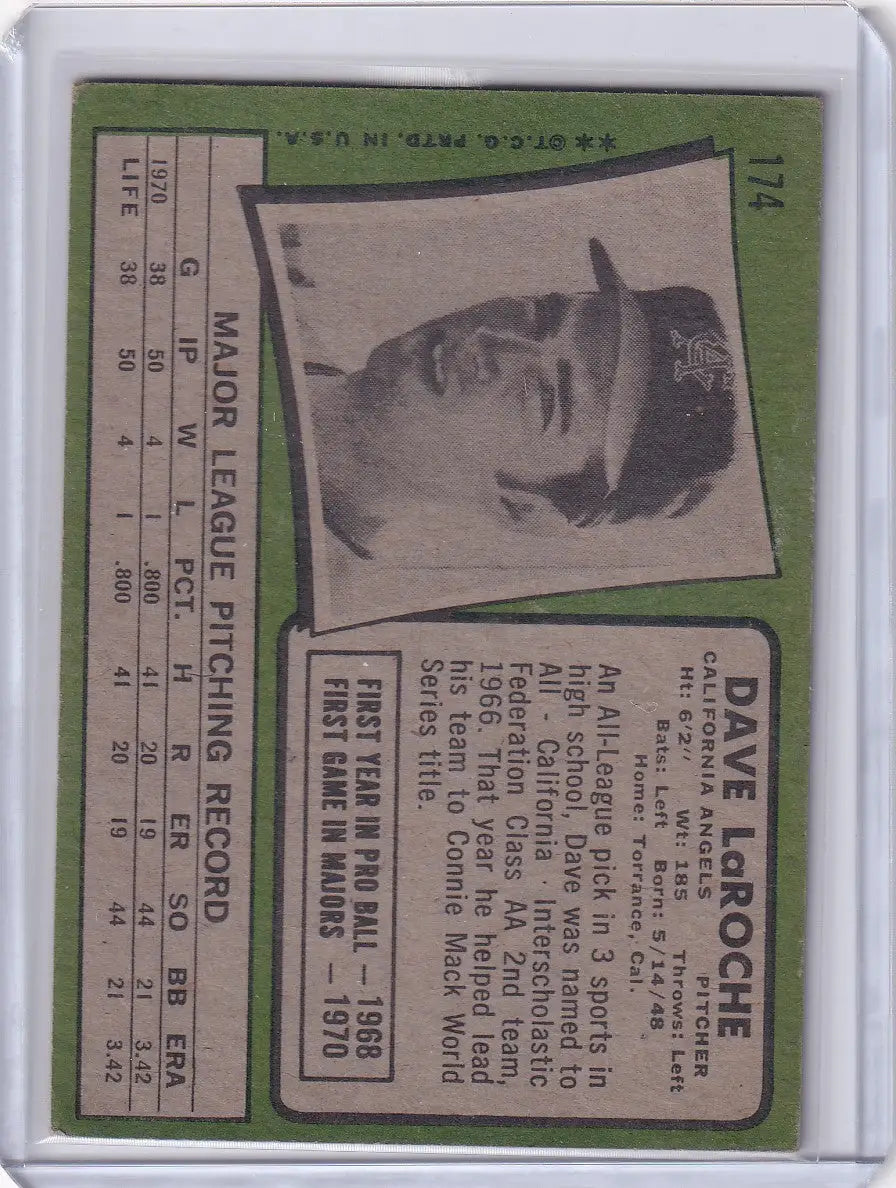 174
**©T.C.G. PRTD. IN U.S.A.
DAVE LaROCHE
CALIFORNIA ANGELS PITCHER
Ht: 6'2" Wt: 185 Throws: Left
Bats: Left Born: 5/14/48
Home: Torrance, Cal.
An All-League pick in 3 sports in
high school, Dave was named to
All - California Interscholastic
Federation Class AA 2nd team,
1966. That year he helped lead
his team to Connie Mack World
Series title.
FIRST YEAR IN PRO BALL — 1968
FIRST GAME IN MAJORS — 1970
MAJOR LEAGUE PITCHING RECORD
G IP W L PCT. H R ER SO BB ERA
1970 38 50 4 1 .800 41 20 19 44 21 3.42
LIFE 38 50 4 1 .800 41 20 19 44 21 3.42